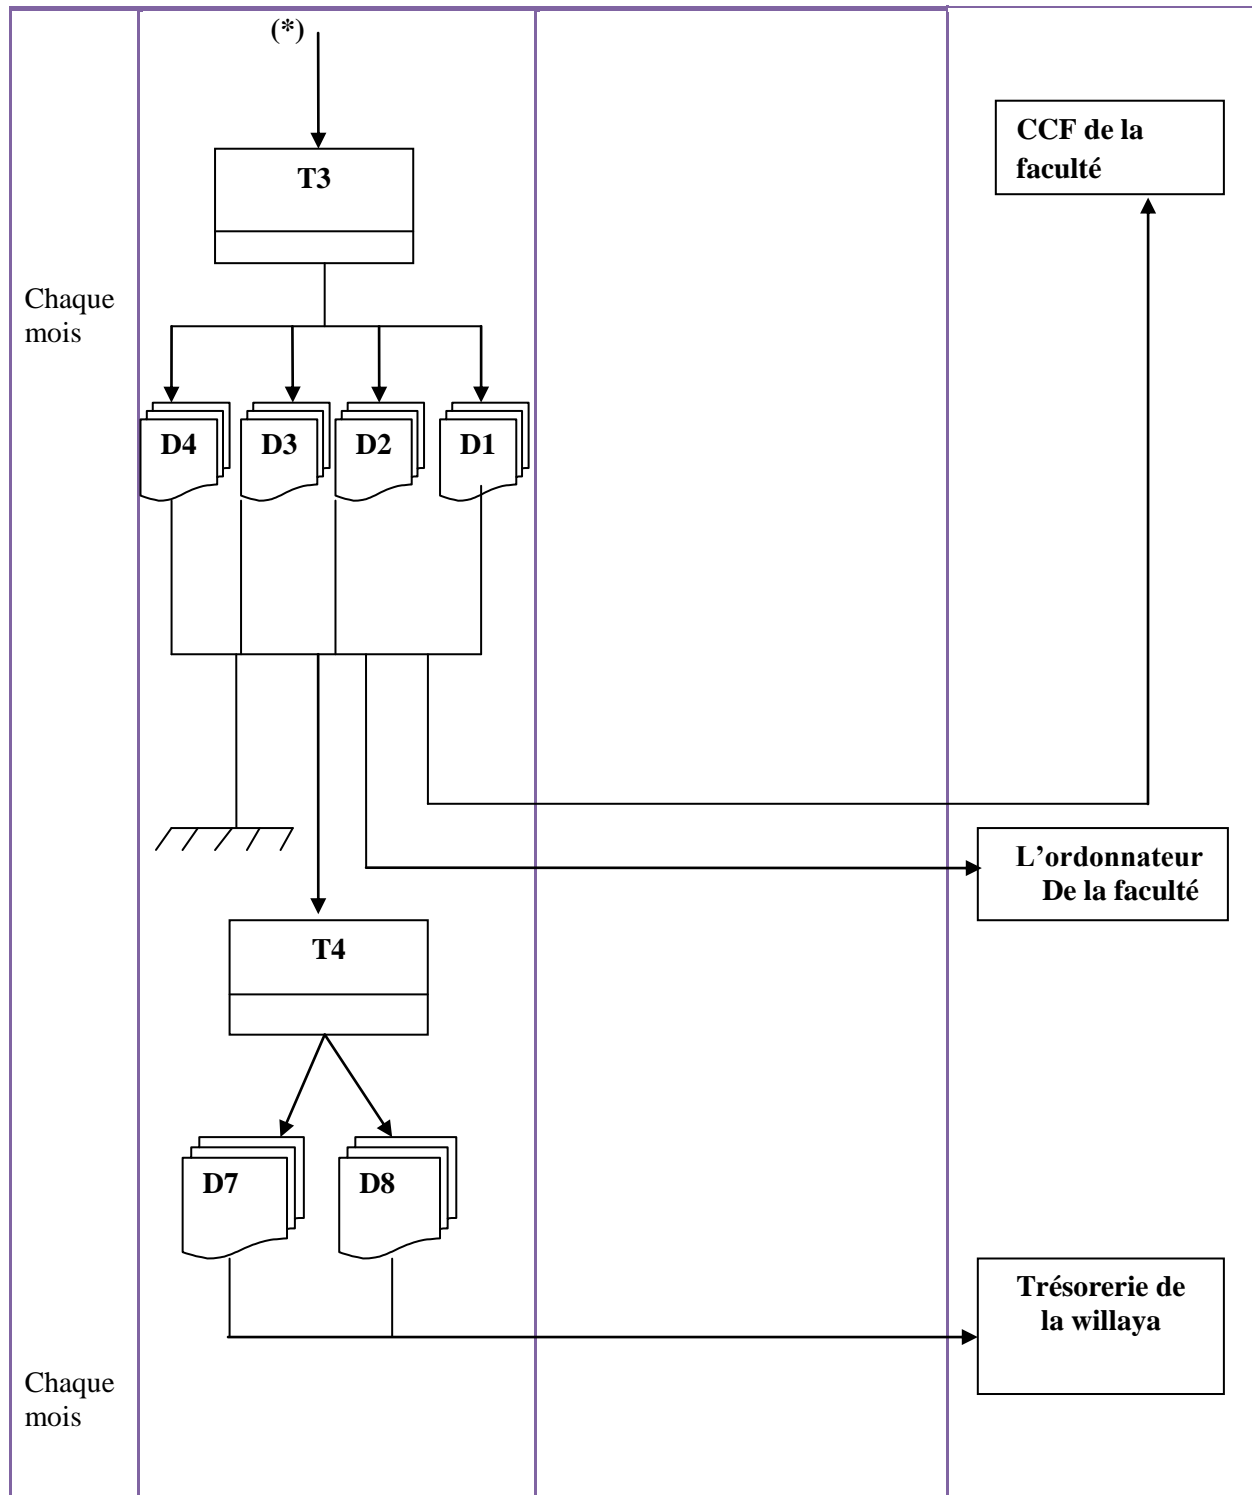 (*)
CCF de la
faculté
T3
Chaque
mois
D4
D3
D2
D1
L’ordonnateur
De la faculté
T4
D7
D8
Trésorerie de
la willaya
Chaque
mois